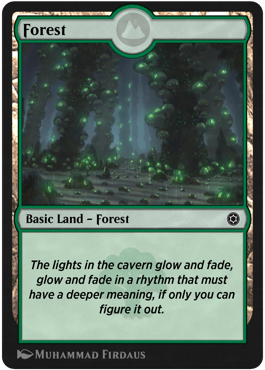 Forest
Basic Land – Forest
The lights in the cavern glow and fade,
glow and fade in a rhythm that must
have a deeper meaning, if only you can
figure it out.
Muhammad Firdaus